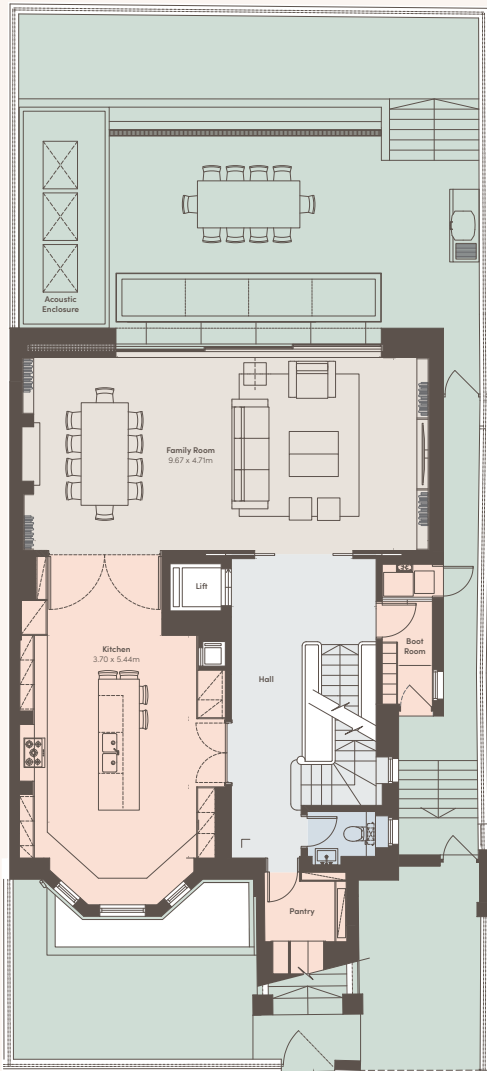 Acoustic
Enclosure
Family Room
9.67 x 4.71m
Lift
Kitchen
3.70 x 5.44m
Boot
Room
Hall
Pantry